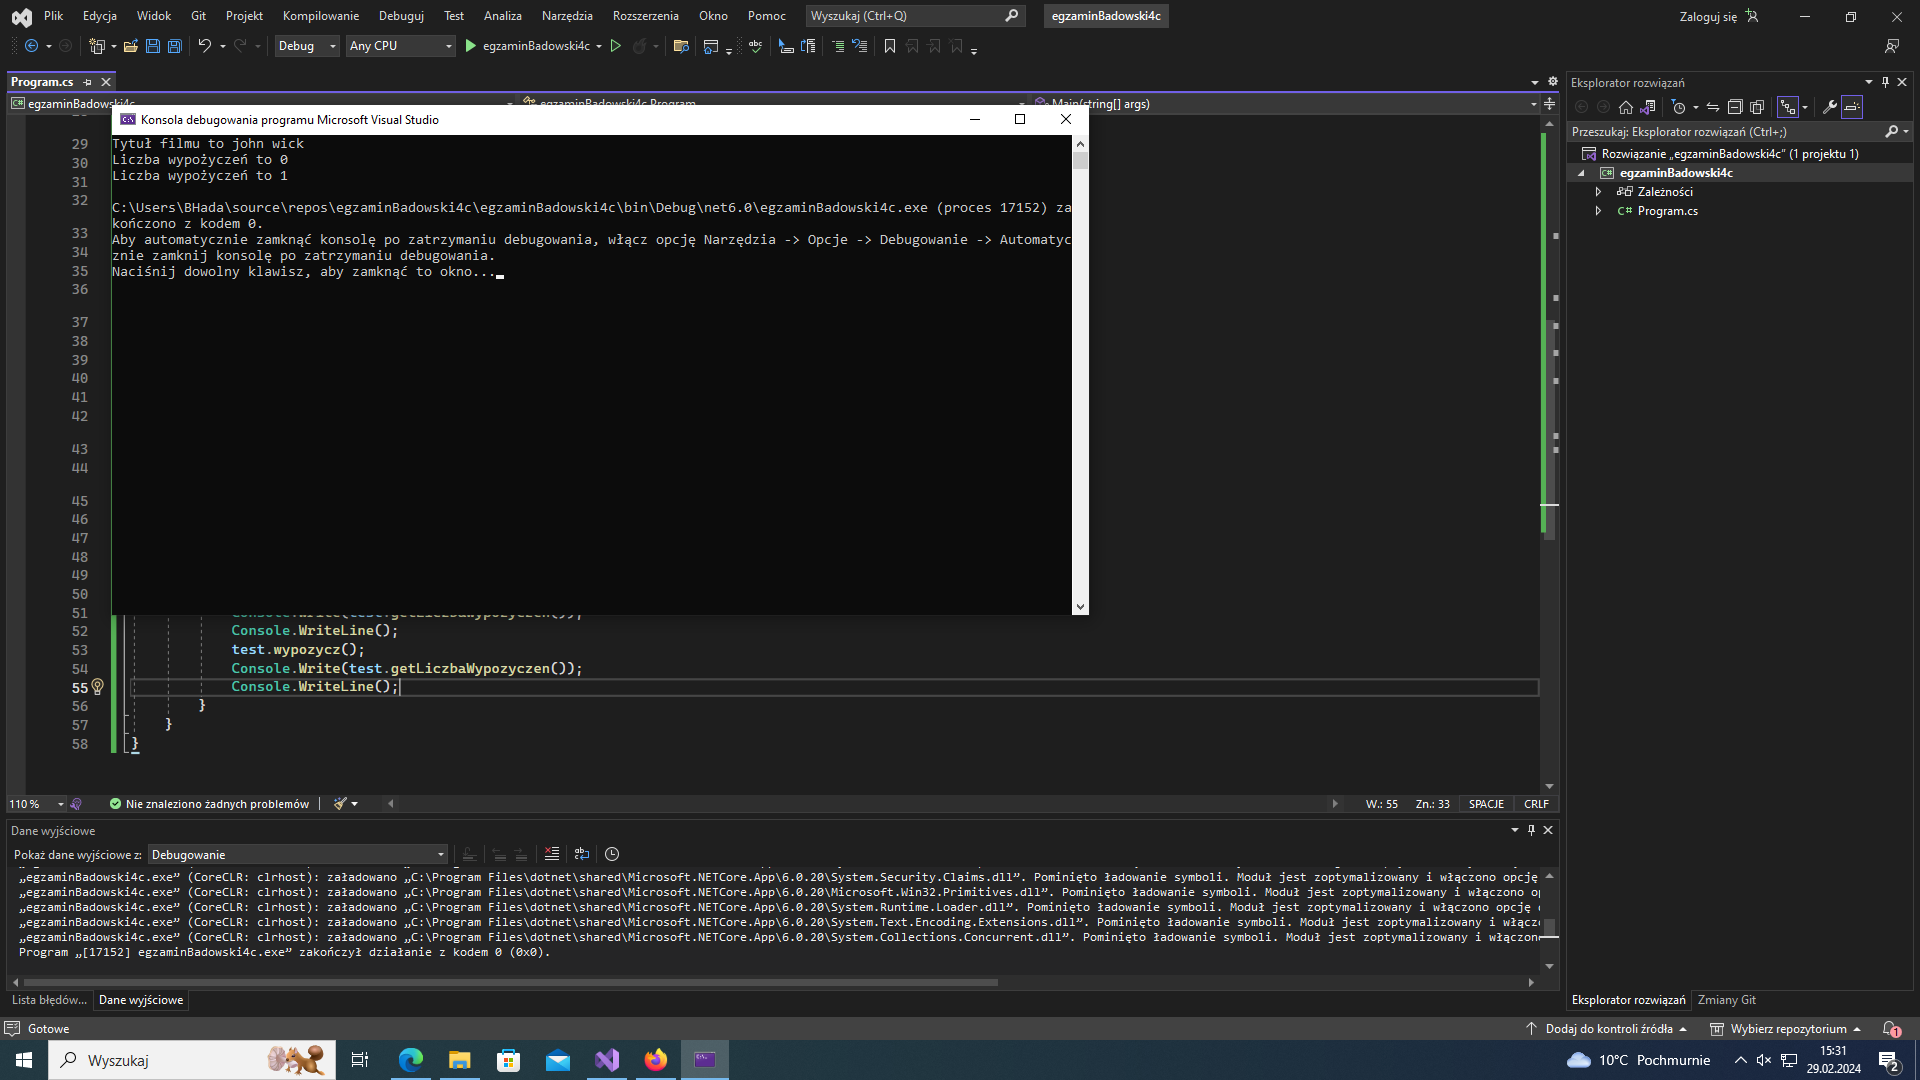 Plik Edycja Widok Git Projekt Kompilowanie Debuguj Test Analiza Narzędzia Rozszerzenia Okno Pomoc Wyszukaj (Ctrl+Q) egzaminBadowski4c Zaloguj się
Debug Any CPU egzaminBadowski4c
Program.cs
egzaminBadowski4c egzaminBadowski4c.Program Main(string[] args)
Konsola debugowania programu Microsoft Visual Studio
Tytuł filmu to john wick
Liczba wypożyczeń to 0
Liczba wypożyczeń to 1
C:\Users\BHada\source\repos\egzaminBadowski4c\egzaminBadowski4c\bin\Debug\net6.0\egzaminBadowski4c.exe (proces 17152) za
kończono z kodem 0.
Aby automatycznie zamknąć konsolę po zatrzymaniu debugowania, włącz opcję Narzędzia -> Opcje -> Debugowanie -> Automatyc
znie zamknij konsolę po zatrzymaniu debugowania.
Naciśnij dowolny klawisz, aby zamknąć to okno...
29
30
31
32
33
34
35
36
37
38
39
40
41
42
43
44
45
46
47
48
49
50
51 Console.Write(test.getLiczbaWypozyczen());
52 Console.WriteLine();
53 test.wypozycz();
54 Console.Write(test.getLiczbaWypozyczen());
55 Console.WriteLine();
56 }
57 }
58 }
110 % Nie znaleziono żadnych problemów W.: 55 Zn.: 33 SPACJE CRLF
Dane wyjściowe
Pokaż dane wyjściowe z: Debugowanie
„egzaminBadowski4c.exe” (CoreCLR: clrhost): załadowano „C:\Program Files\dotnet\shared\Microsoft.NETCore.App\6.0.20\System.Security.Claims.dll”. Pominięto ładowanie symboli. Moduł jest zoptymalizowany i włączono opcję
„egzaminBadowski4c.exe” (CoreCLR: clrhost): załadowano „C:\Program Files\dotnet\shared\Microsoft.NETCore.App\6.0.20\Microsoft.Win32.Primitives.dll”. Pominięto ładowanie symboli. Moduł jest zoptymalizowany i włączono op
„egzaminBadowski4c.exe” (CoreCLR: clrhost): załadowano „C:\Program Files\dotnet\shared\Microsoft.NETCore.App\6.0.20\System.Runtime.Loader.dll”. Pominięto ładowanie symboli. Moduł jest zoptymalizowany i włączono opcję
„egzaminBadowski4c.exe” (CoreCLR: clrhost): załadowano „C:\Program Files\dotnet\shared\Microsoft.NETCore.App\6.0.20\System.Text.Encoding.Extensions.dll”. Pominięto ładowanie symboli. Moduł jest zoptymalizowany i włącz
„egzaminBadowski4c.exe” (CoreCLR: clrhost): załadowano „C:\Program Files\dotnet\shared\Microsoft.NETCore.App\6.0.20\System.Collections.Concurrent.dll”. Pominięto ładowanie symboli. Moduł jest zoptymalizowany i włączon
Program „[17152] egzaminBadowski4c.exe” zakończył działanie z kodem 0 (0x0).
Lista błędów... Dane wyjściowe
Eksplorator rozwiązań
Przeszukaj: Eksplorator rozwiązań (Ctrl+;)
Rozwiązanie „egzaminBadowski4c” (1 projektu 1)
egzaminBadowski4c
Zależności
C# Program.cs
Eksplorator rozwiązań Zmiany Git
Gotowe Dodaj do kontroli źródła Wybierz repozytorium 1
Wyszukaj 10°C Pochmurnie 15:31
29.02.2024 2